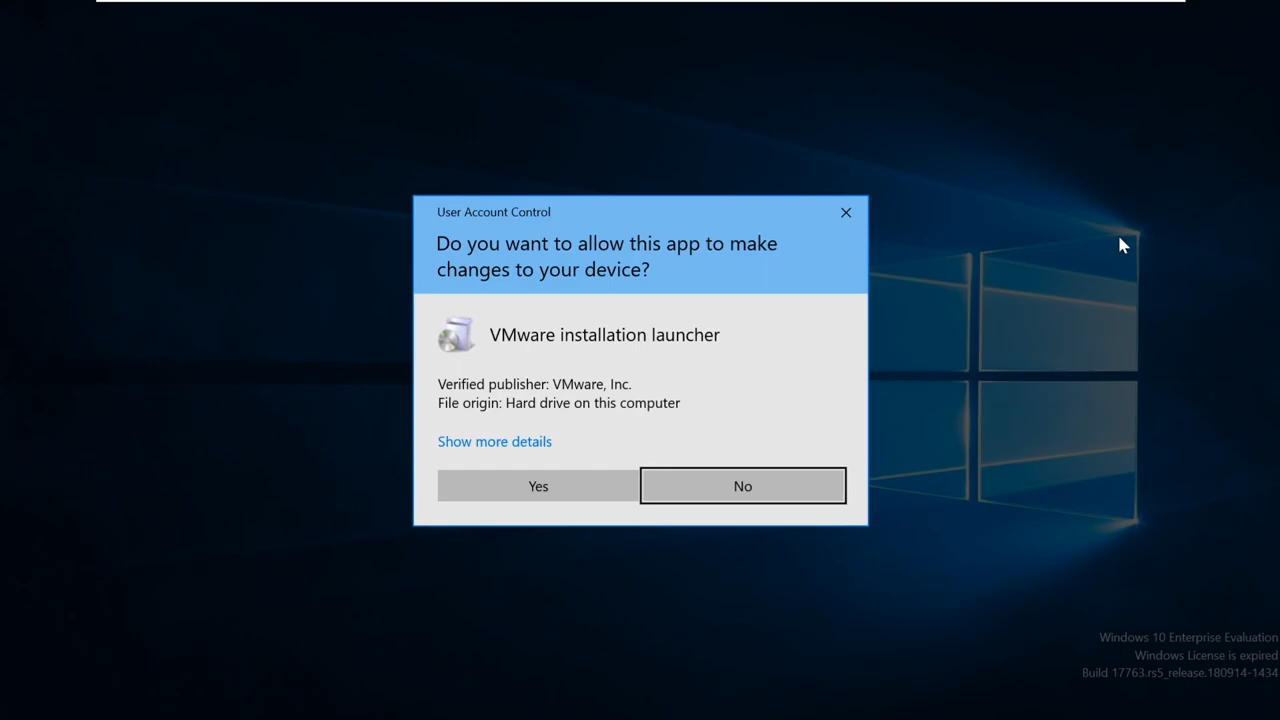 User Account Control
Do you want to allow this app to make
changes to your device?
VMware installation launcher
Verified publisher: VMware, Inc.
File origin: Hard drive on this computer
Show more details
Yes
No
Windows 10 Enterprise Evaluation
Windows License is expired
Build 17763.rs5_release.180914-1434